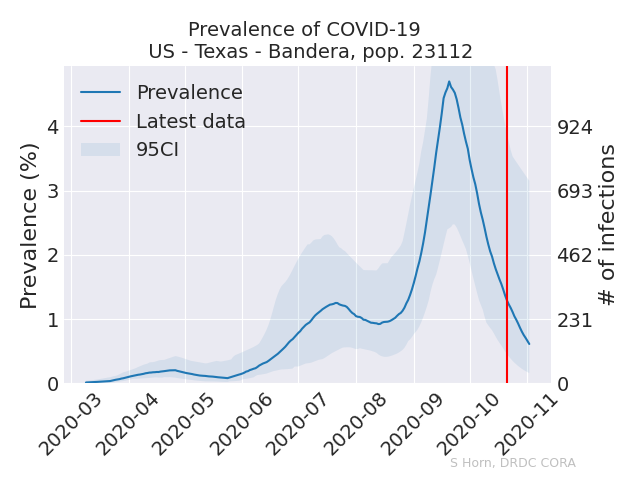 Prevalence of COVID-19
US - Texas - Bandera, pop. 23112
Prevalence
Latest data
95CI
Prevalence (%)
4
3
2
1
0
924
693
462
231
0
# of infections
2020-03
2020-04
2020-05
2020-06
2020-07
2020-08
2020-09
2020-10
2020-11
S Horn, DRDC CORA